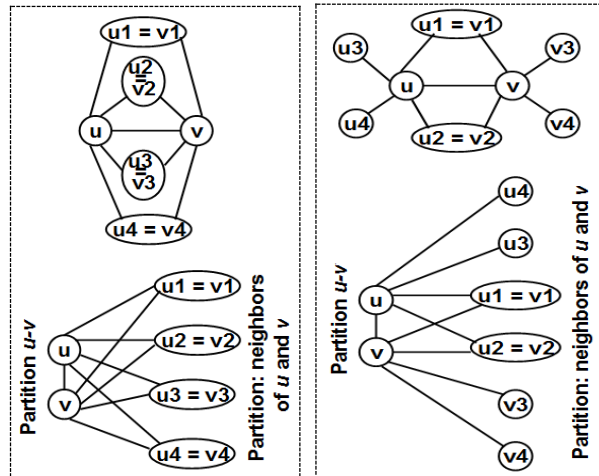 u1 = v1
u2
=
v2
u
v
u3
=
v3
u4 = v4
Partition u-v
u
v
u1 = v1
u2 = v2
u3 = v3
u4 = v4
Partition: neighbors
of u and v
u1 = v1
u3
v3
u
v
u4
v4
u2 = v2
Partition u-v
u4
u3
u
u1 = v1
v
u2 = v2
v3
v4
Partition: neighbors of u and v